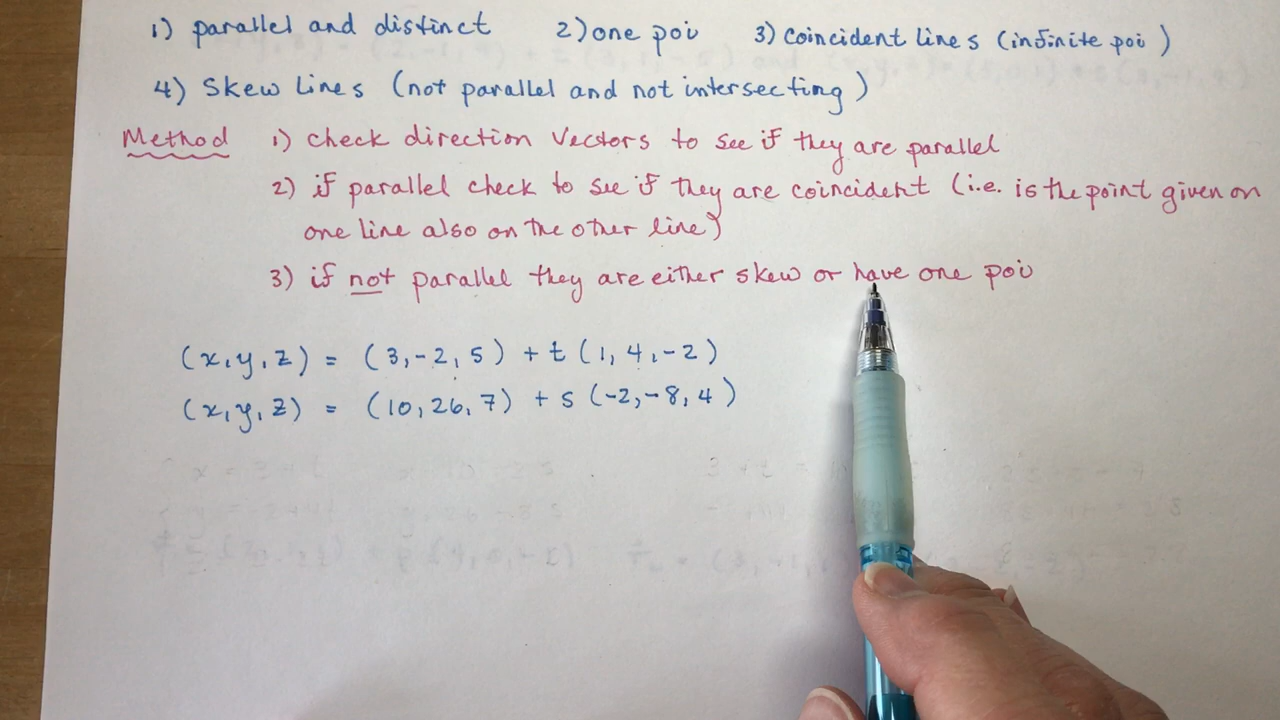 1) parallel and distinct 2) one poi 3) Coincident lines (infinite poi)
4) Skew Lines (not parallel and not intersecting)
Method 1) check direction vectors to see if they are parallel
2) if parallel check to see if they are coincident (i.e. is the point given on
one line also on the other line)
3) if not parallel they are either skew or have one poi
(x,y,z) = (3,-2,5) + t(1,4,-2)
(x,y,z) = (10,26,7) + s(-2,-8,4)